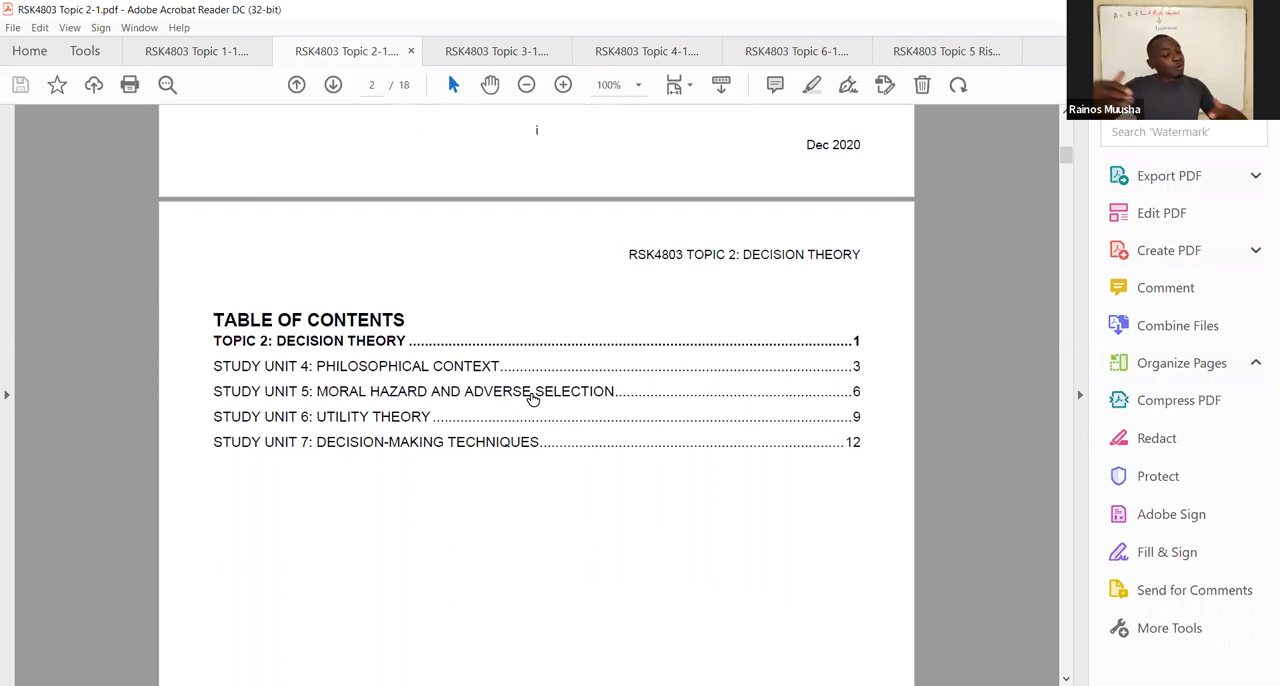 RSK4803 Topic 2-1.pdf - Adobe Acrobat Reader DC (32-bit)
File Edit View Sign Window Help
Home Tools RSK4803 Topic 1-1.... RSK4803 Topic 2-1.... × RSK4803 Topic 3-1.... RSK4803 Topic 4-1.... RSK4803 Topic 6-1.... RSK4803 Topic 5 Ris...
2 / 18 100%
Rainos Muusha
i
Dec 2020
RSK4803 TOPIC 2: DECISION THEORY
TABLE OF CONTENTS
TOPIC 2: DECISION THEORY ........ 1
STUDY UNIT 4: PHILOSOPHICAL CONTEXT........ 3
STUDY UNIT 5: MORAL HAZARD AND ADVERSE SELECTION........ 6
STUDY UNIT 6: UTILITY THEORY ........ 9
STUDY UNIT 7: DECISION-MAKING TECHNIQUES........ 12
Search 'Watermark'
Export PDF
Edit PDF
Create PDF
Comment
Combine Files
Organize Pages
Compress PDF
Redact
Protect
Adobe Sign
Fill & Sign
Send for Comments
More Tools